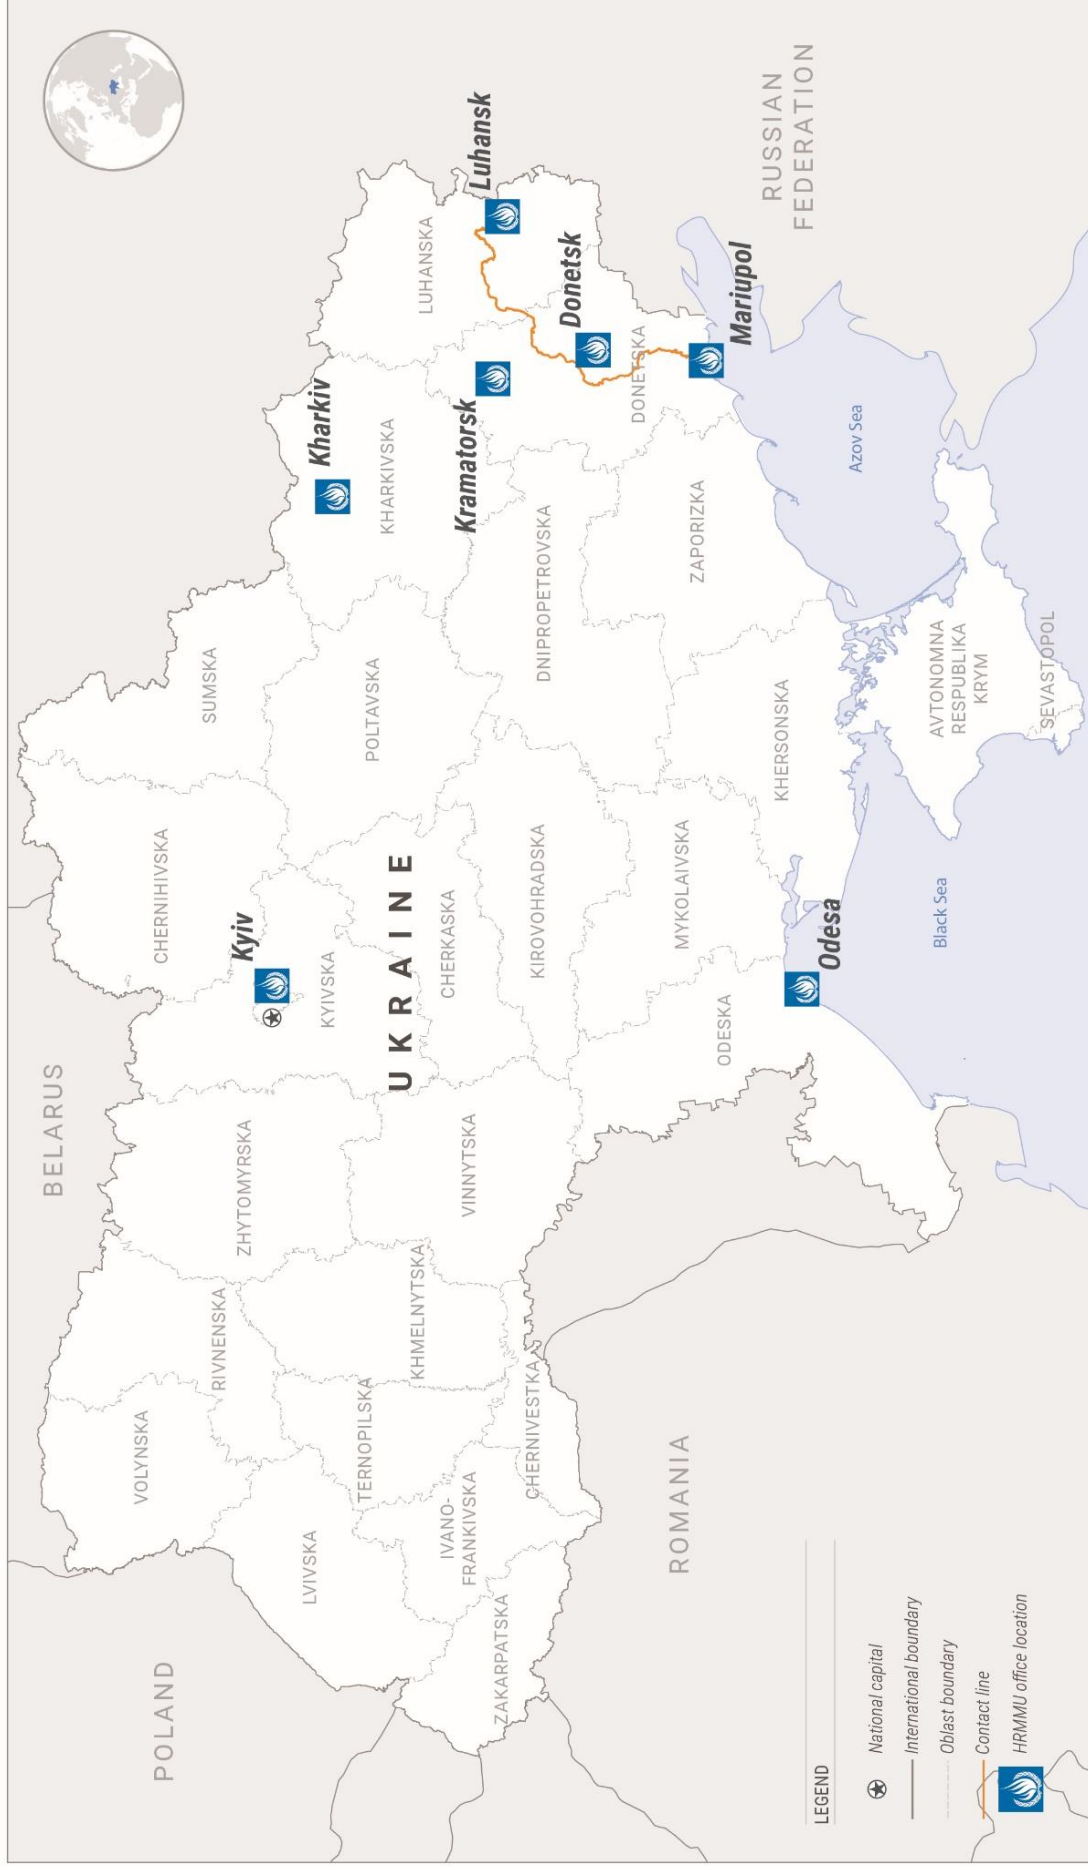 POLAND
BELARUS
RUSSIAN
FEDERATION
ROMANIA
UKRAINE
VOLYNSKA
RIVNENSKA
ZHYTOMYRSKA
KYIVSKA
CHERNIHIVSKA
SUMSKA
LVIVSKA
TERNOPILSKA
KHMELNYTSKA
VINNYTSKA
CHERKASKA
POLTAVSKA
KHARKIVSKA
LUHANSKA
ZAKARPATSKA
IVANO-
FRANKIVSKA
CHERNIVESTKA
KIROVOHRADSKA
DNIPROPETROVSKA
DONETSKA
ODESKA
MYKOLAIVSKA
KHERSONSKA
ZAPORIZKA
AVTONOMNA
RESPUBLIKA
KRYM
SEVASTOPOL
Kyiv
Kharkiv
Kramatorsk
Luhansk
Donetsk
Mariupol
Odesa
Black Sea
Azov Sea
LEGEND
National capital
International boundary
Oblast boundary
Contact line
HRMMU office location